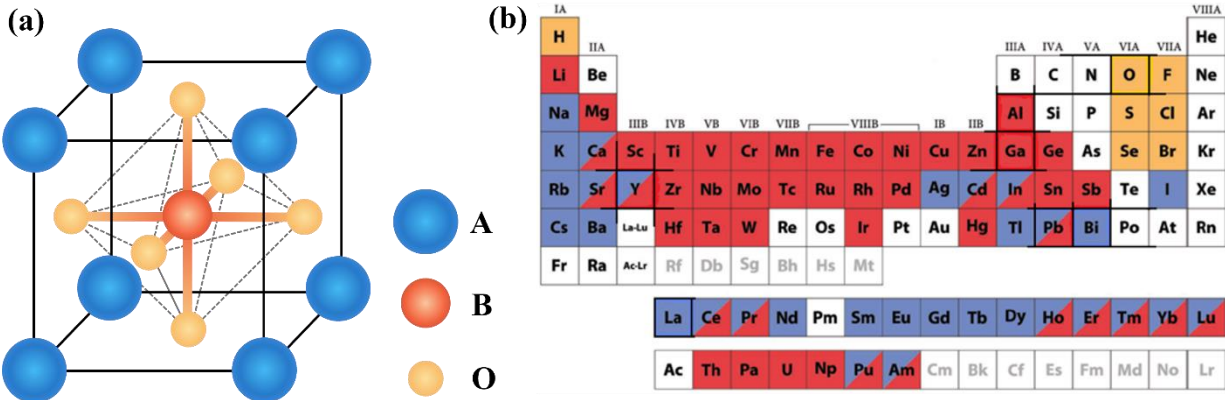 (a)
A
B
O
(b)
IA
VIIIA
H
IIA
IIIA IVA VA VIA VIIA
He
Li Be B C N O F Ne
Na Mg
IIIB IVB VB VIB VIIB VIIIB IB IIB
Al Si P S Cl Ar
K Ca Sc Ti V Cr Mn Fe Co Ni Cu Zn Ga Ge As Se Br Kr
Rb Sr Y Zr Nb Mo Tc Ru Rh Pd Ag Cd In Sn Sb Te I Xe
Cs Ba La-Lu Hf Ta W Re Os Ir Pt Au Hg Tl Pb Bi Po At Rn
Fr Ra Ac-Lr Rf Db Sg Bh Hs Mt
La Ce Pr Nd Pm Sm Eu Gd Tb Dy Ho Er Tm Yb Lu
Ac Th Pa U Np Pu Am Cm Bk Cf Es Fm Md No Lr